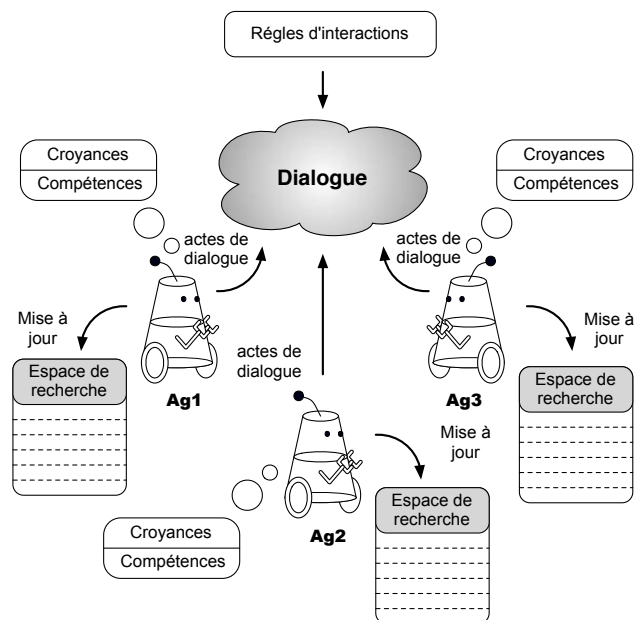 Régles d'interactions
Dialogue
Croyances
Compétences
Croyances
Compétences
actes de
dialogue
actes de
dialogue
Mise à
jour
Espace de
recherche
Ag1
actes de
dialogue
Ag3
Mise à
jour
Espace de
recherche
Mise à
jour
Ag2
Espace de
recherche
Croyances
Compétences